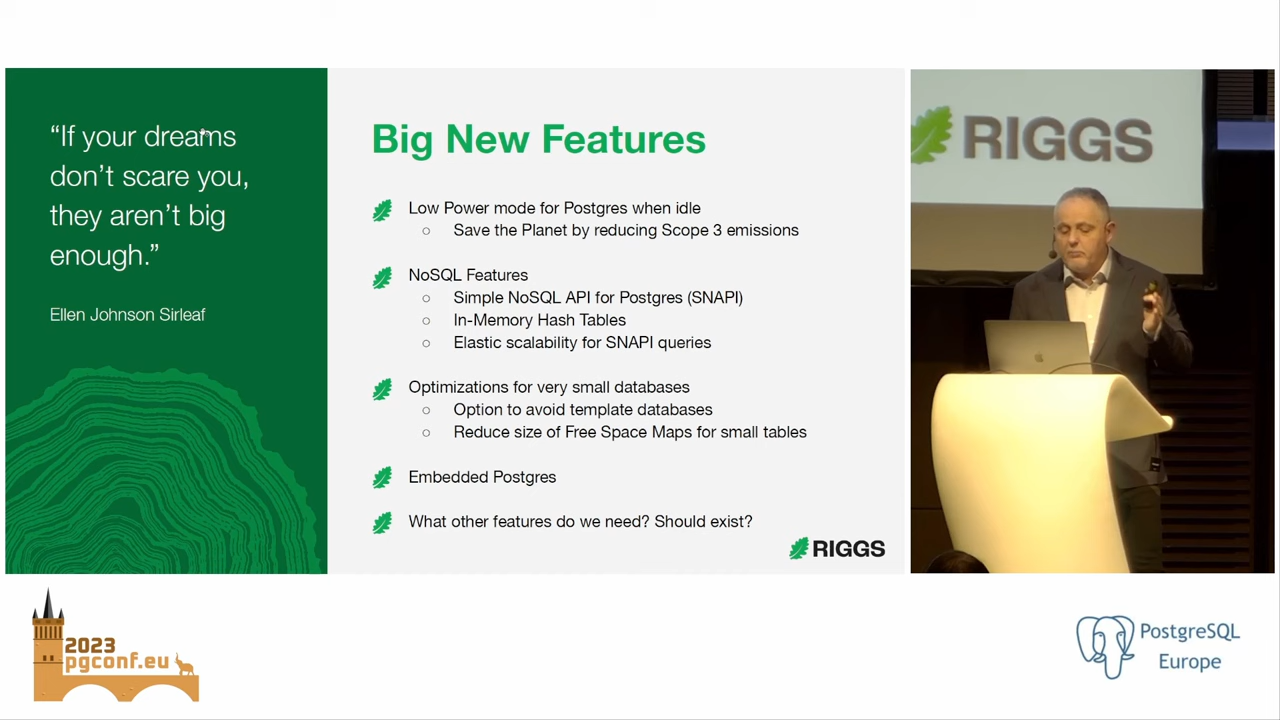 “If your dreams
don’t scare you,
they aren’t big
enough.”
Ellen Johnson Sirleaf
Big New Features
Low Power mode for Postgres when idle
Save the Planet by reducing Scope 3 emissions
NoSQL Features
Simple NoSQL API for Postgres (SNAPI)
In-Memory Hash Tables
Elastic scalability for SNAPI queries
Optimizations for very small databases
Option to avoid template databases
Reduce size of Free Space Maps for small tables
Embedded Postgres
What other features do we need? Should exist?
RIGGS
RIGGS
2023
pgconf.eu
PostgreSQL
Europe